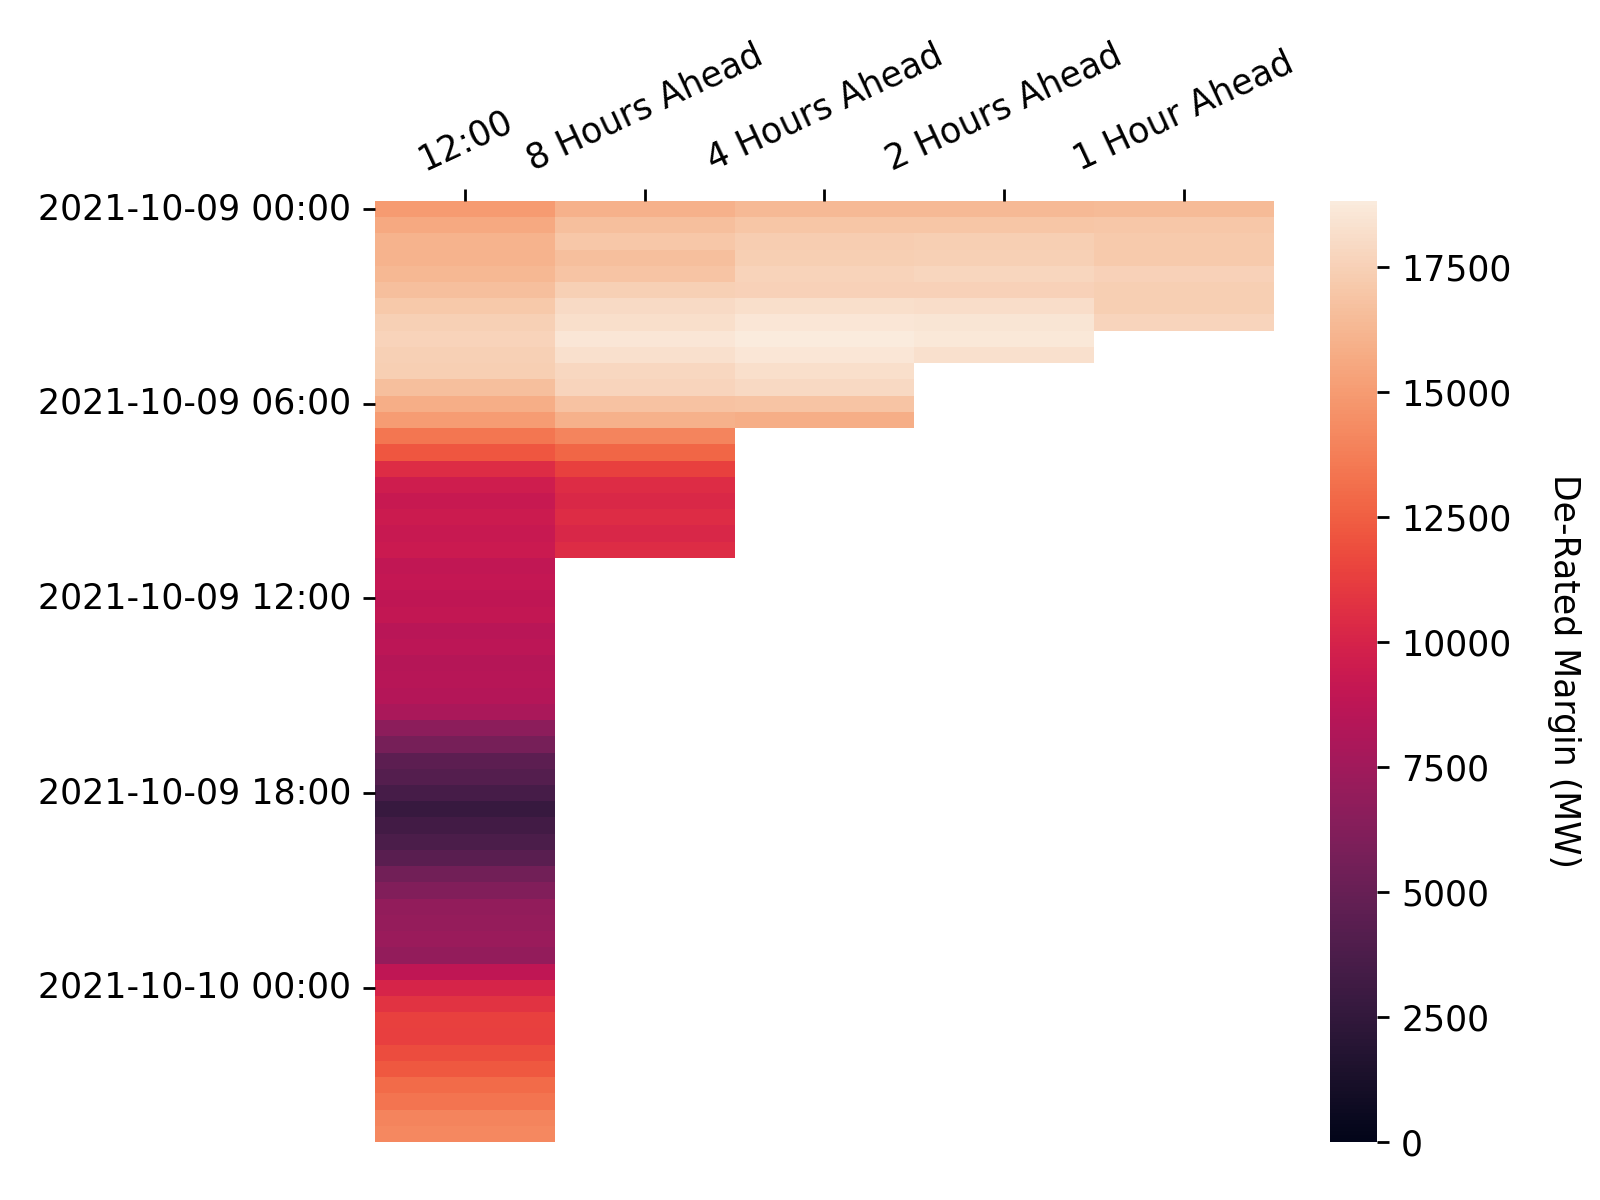 12:00
8 Hours Ahead
4 Hours Ahead
2 Hours Ahead
1 Hour Ahead
2021-10-09 00:00
2021-10-09 06:00
2021-10-09 12:00
2021-10-09 18:00
2021-10-10 00:00
17500
15000
12500
10000
7500
5000
2500
0
De-Rated Margin (MW)